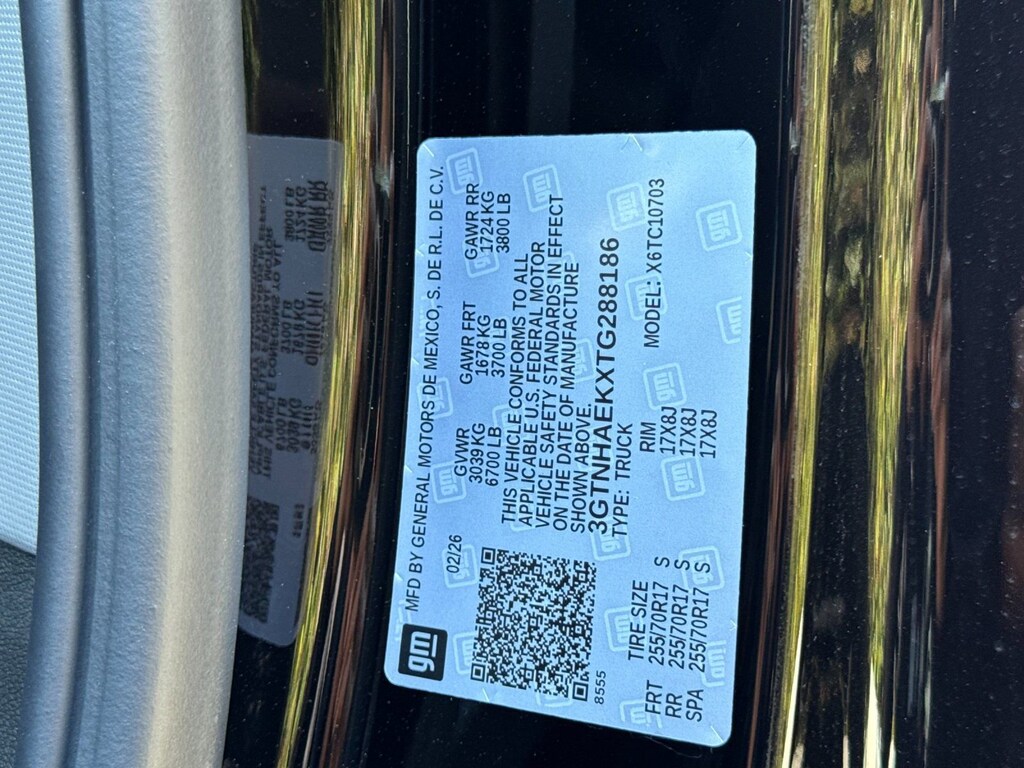 gm
MFD BY GENERAL MOTORS DE MEXICO, S. DE R.L. DE C.V.
02/26
GVWR GAWR FRT GAWR RR
3039 KG 1678 KG 1724 KG
6700 LB 3700 LB 3800 LB
THIS VEHICLE CONFORMS TO ALL
APPLICABLE U.S. FEDERAL MOTOR
VEHICLE SAFETY STANDARDS IN EFFECT
ON THE DATE OF MANUFACTURE
SHOWN ABOVE.
3GTNHAEKXTG288186
TYPE: TRUCK MODEL: X6TC10703
8555
TIRE SIZE RIM
FRT 255/70R17 S 17X8J
RR 255/70R17 S 17X8J
SPA 255/70R17 S 17X8J